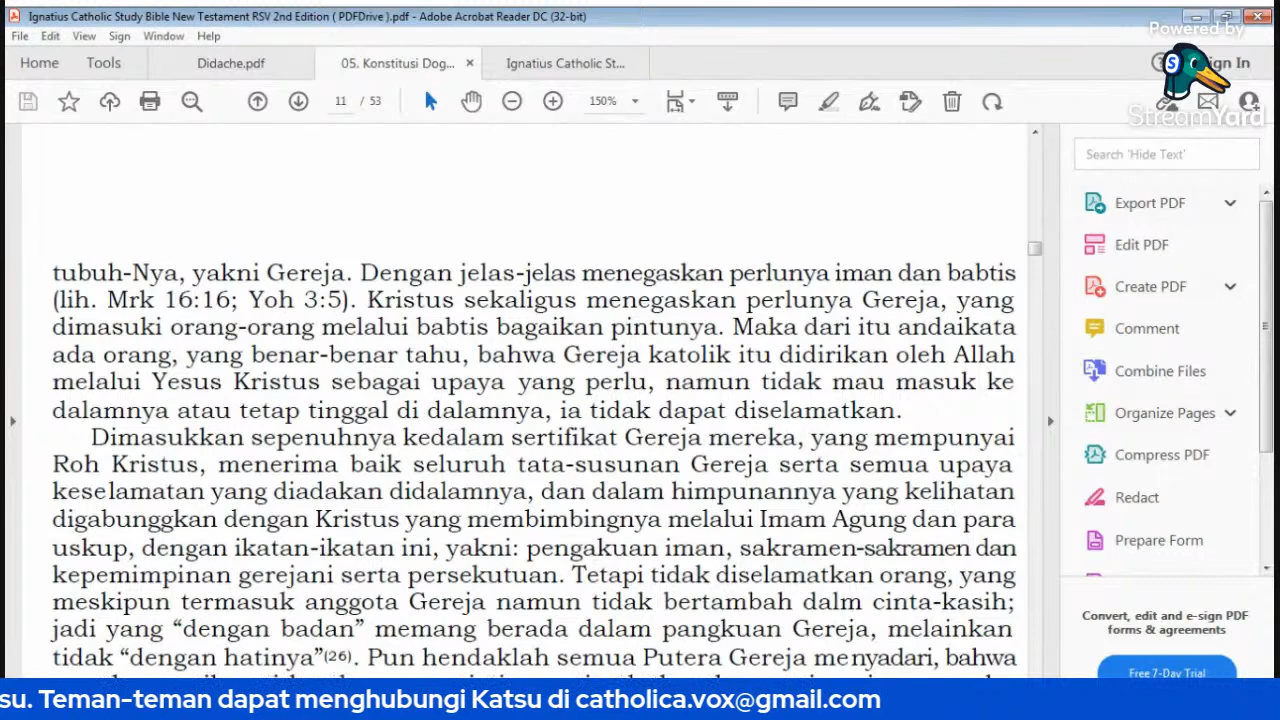 Ignatius Catholic Study Bible New Testament RSV 2nd Edition ( PDFDrive ).pdf - Adobe Acrobat Reader DC (32-bit)
Powered by
File Edit View Sign Window Help
Home Tools Didache.pdf 05. Konstitusi Dog... × Ignatius Catholic St... gn In
11 / 53 150%
StreamYard
Search 'Hide Text'
Export PDF
Edit PDF
Create PDF
Comment
Combine Files
Organize Pages
Compress PDF
Redact
Prepare Form
Convert, edit and e-sign PDF
forms & agreements
Free 7-Day Trial
tubuh-Nya, yakni Gereja. Dengan jelas-jelas menegaskan perlunya iman dan babtis
(lih. Mrk 16:16; Yoh 3:5). Kristus sekaligus menegaskan perlunya Gereja, yang
dimasuki orang-orang melalui babtis bagaikan pintunya. Maka dari itu andaikata
ada orang, yang benar-benar tahu, bahwa Gereja katolik itu didirikan oleh Allah
melalui Yesus Kristus sebagai upaya yang perlu, namun tidak mau masuk ke
dalamnya atau tetap tinggal di dalamnya, ia tidak dapat diselamatkan.
Dimasukkan sepenuhnya kedalam sertifikat Gereja mereka, yang mempunyai
Roh Kristus, menerima baik seluruh tata-susunan Gereja serta semua upaya
keselamatan yang diadakan didalamnya, dan dalam himpunannya yang kelihatan
digabunggkan dengan Kristus yang membimbingnya melalui Imam Agung dan para
uskup, dengan ikatan-ikatan ini, yakni: pengakuan iman, sakramen-sakramen dan
kepemimpinan gerejani serta persekutuan. Tetapi tidak diselamatkan orang, yang
meskipun termasuk anggota Gereja namun tidak bertambah dalm cinta-kasih;
jadi yang “dengan badan” memang berada dalam pangkuan Gereja, melainkan
tidak “dengan hatinya”(26). Pun hendaklah semua Putera Gereja menyadari, bahwa
su. Teman-teman dapat menghubungi Katsu di catholica.vox@gmail.com